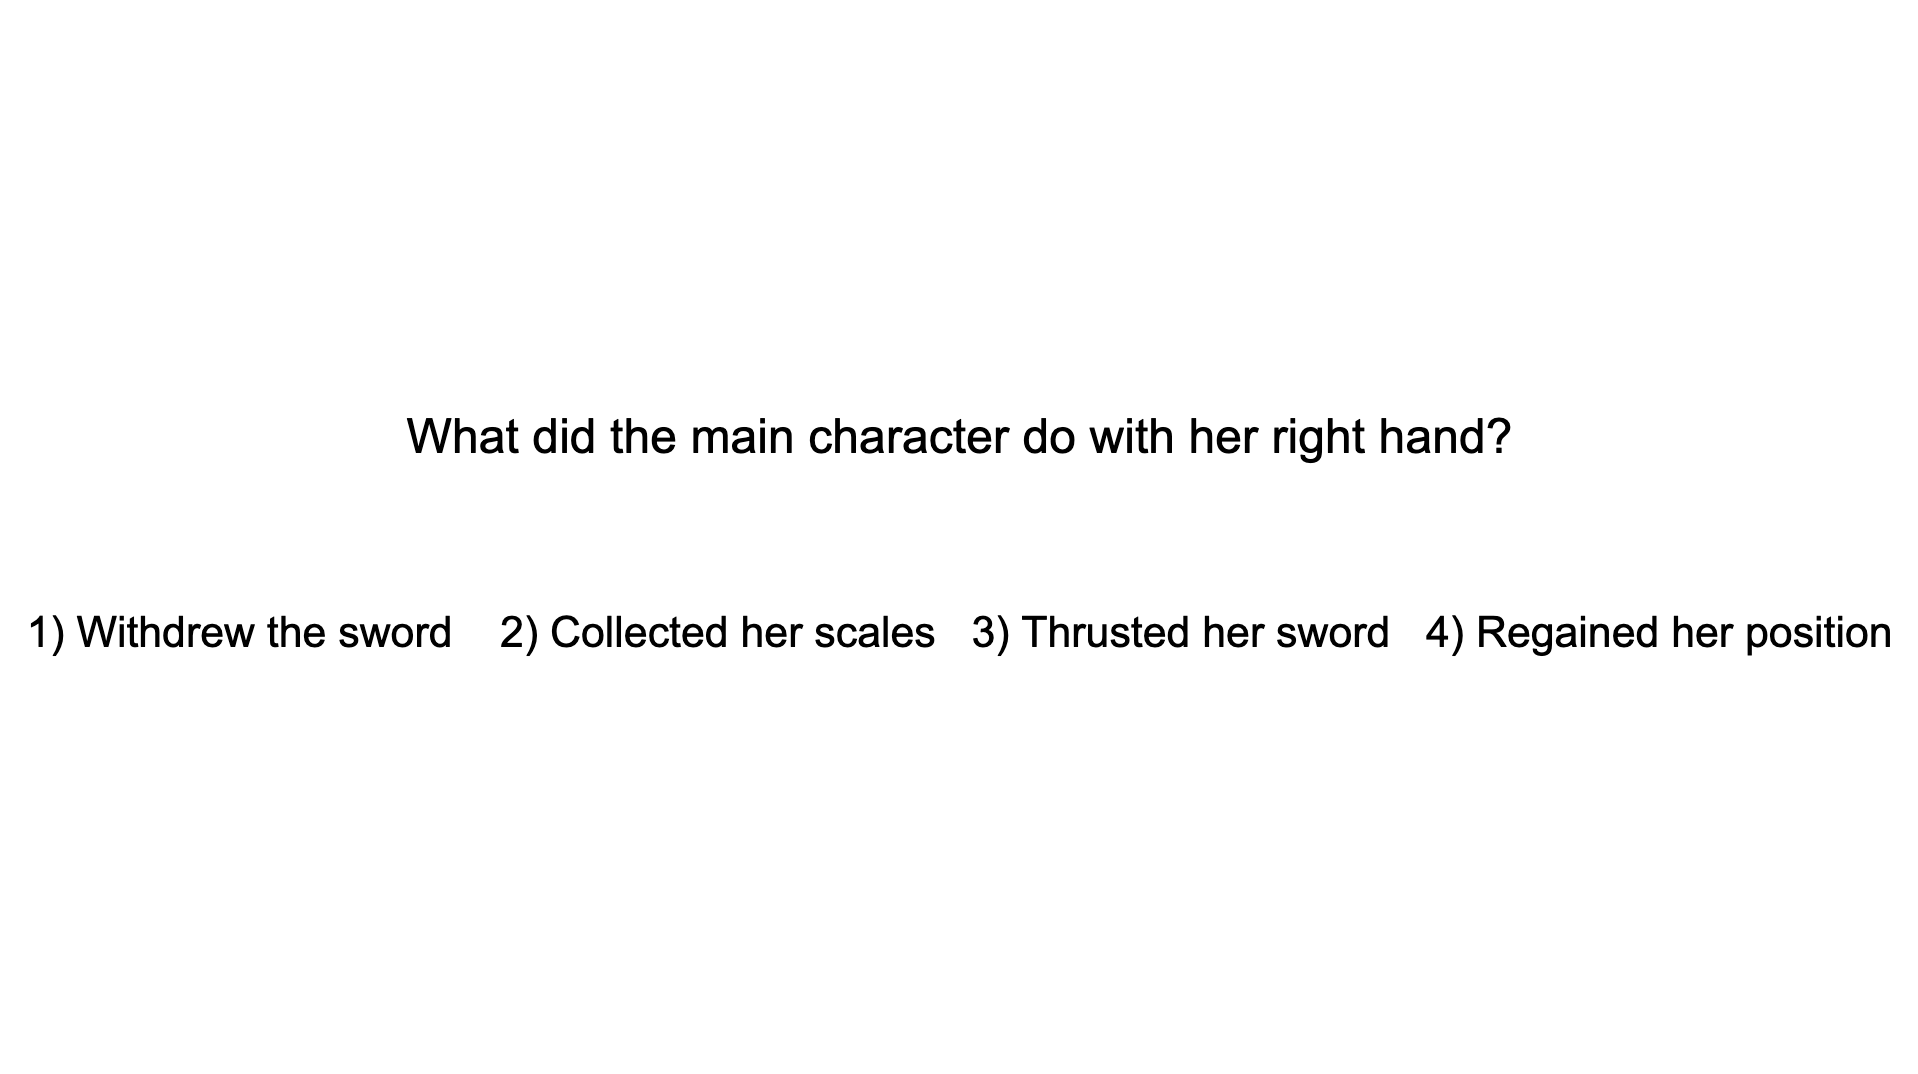 What did the main character do with her right hand?
1) Withdrew the sword 2) Collected her scales 3) Thrusted her sword 4) Regained her position